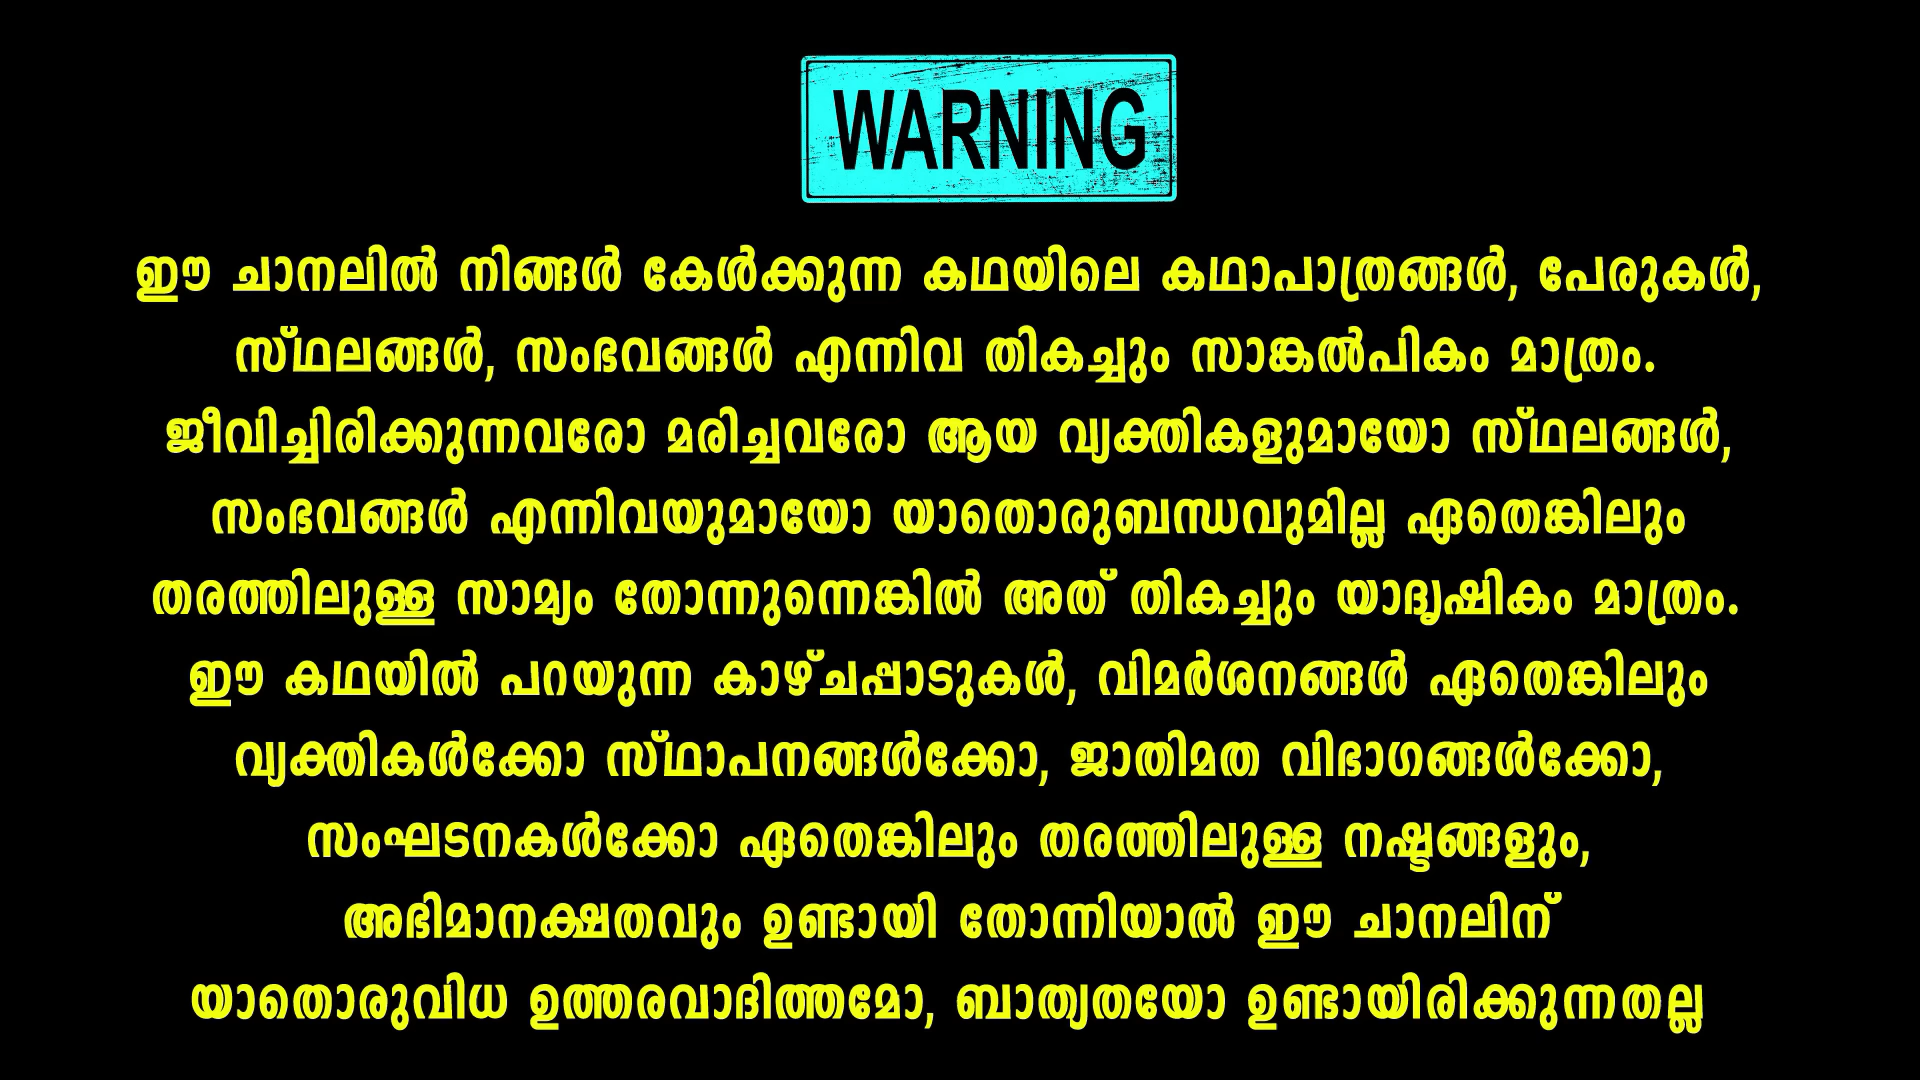 WARNING
ഈ ചാനലിൽ നിങ്ങൾ കേൾക്കുന്ന കഥയിലെ കഥാപാത്രങ്ങൾ, പേരുകൾ,
സ്ഥലങ്ങൾ, സംഭവങ്ങൾ എന്നിവ തികച്ചും സാങ്കൽപികം മാത്രം.
ജീവിച്ചിരിക്കുന്നവരോ മരിച്ചവരോ ആയ വ്യക്തികളുമായോ സ്ഥലങ്ങൾ,
സംഭവങ്ങൾ എന്നിവയുമായോ യാതൊരുബന്ധവുമില്ല ഏതെങ്കിലും
തരത്തിലുള്ള സാമ്യം തോന്നുന്നെങ്കിൽ അത് തികച്ചും യാദൃഷികം മാത്രം.
ഈ കഥയിൽ പറയുന്ന കാഴ്ചപ്പാടുകൾ, വിമർശനങ്ങൾ ഏതെങ്കിലും
വ്യക്തികൾക്കോ സ്ഥാപനങ്ങൾക്കോ, ജാതിമത വിഭാഗങ്ങൾക്കോ,
സംഘടനകൾക്കോ ഏതെങ്കിലും തരത്തിലുള്ള നഷ്ടങ്ങളും,
അഭിമാനക്ഷതവും ഉണ്ടായി തോന്നിയാൽ ഈ ചാനലിന്
യാതൊരുവിധ ഉത്തരവാദിത്തമോ, ബാത്യതയോ ഉണ്ടായിരിക്കുന്നതല്ല